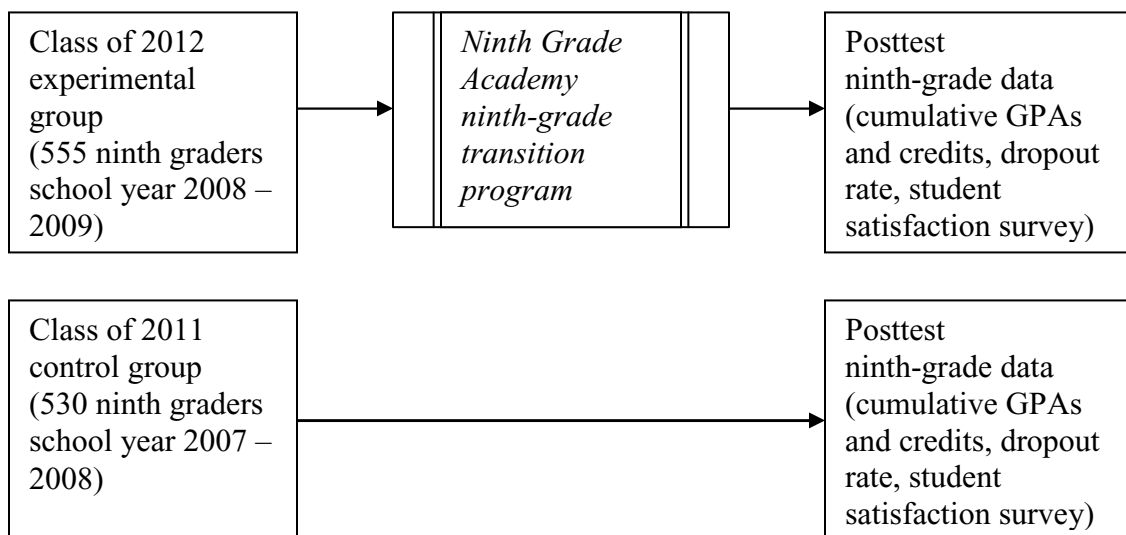 Class of 2012
experimental
group
(555 ninth graders
school year 2008 –
2009)
Ninth Grade
Academy
ninth-grade
transition
program
Posttest
ninth-grade data
(cumulative GPAs
and credits, dropout
rate, student
satisfaction survey)
Class of 2011
control group
(530 ninth graders
school year 2007 –
2008)
Posttest
ninth-grade data
(cumulative GPAs
and credits, dropout
rate, student
satisfaction survey)